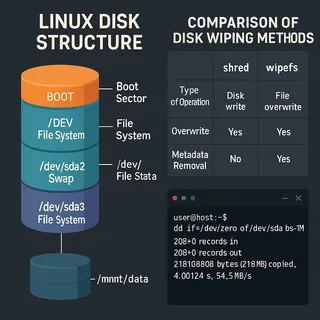 LINUX DISK
STRUCTURE
BOOT
Boot
Sector
/DEV
File System
File
System
/dev/sda2
Swap
/dev/
File Stata
/dev/sda3
File System
/mnnt/data
COMPARISON OF
DISK WIPING METHODS
shred wipefs
Type
of Operation
Disk
write
File
overwrite
Overwrite Yes Yes
Metadata
Removal
No Yes
user@host:~$
dd if=/dev/zero of/dev/sda bs-1M
208+0 records in
208+0 records out
218108808 bytes (218MB) copied,
4.00124 s, 54,5 MB/s